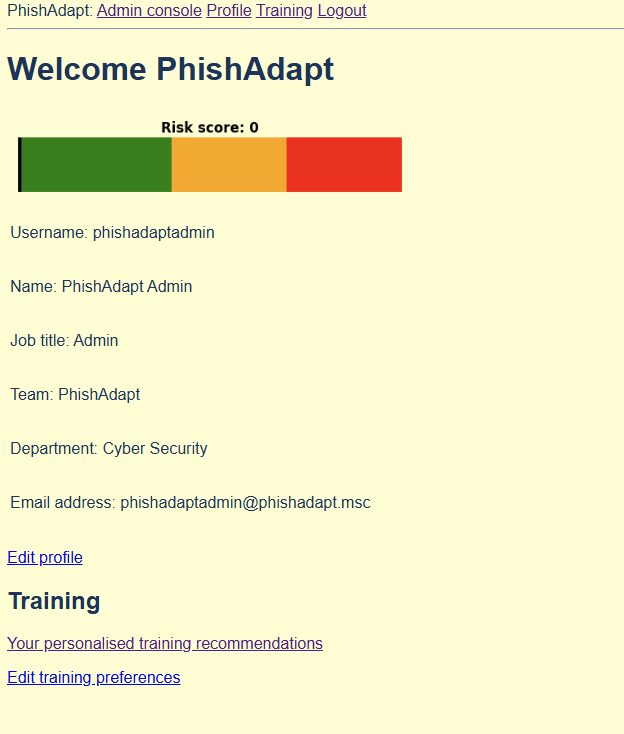 PhishAdapt: Admin console Profile Training Logout
Welcome PhishAdapt
Risk score: 0
Username: phishadaptadmin
Name: PhishAdapt Admin
Job title: Admin
Team: PhishAdapt
Department: Cyber Security
Email address: phishadaptadmin@phishadapt.msc
Edit profile
Training
Your personalised training recommendations
Edit training preferences